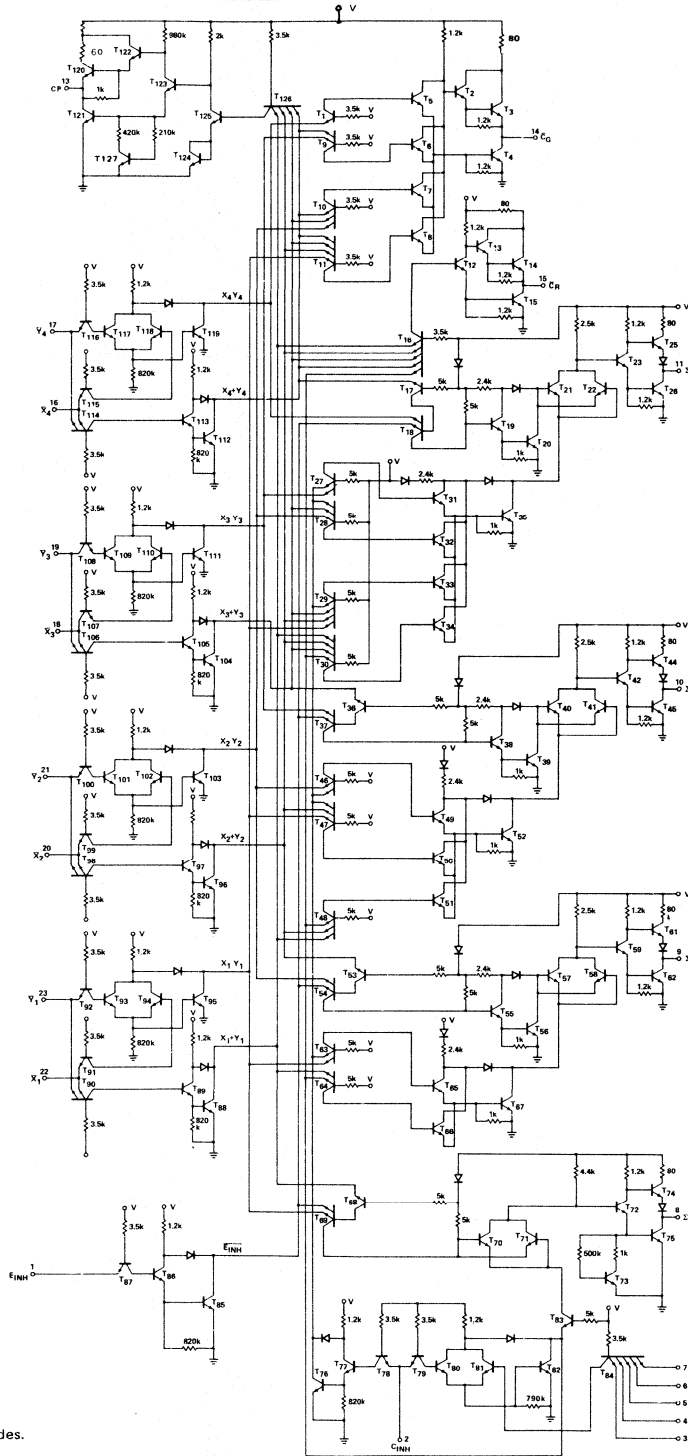 V
60
T122
980k
2k
3.5k
1.2k
80
T120
13
CP
1k
T123
T126
T2
T3
T121
T125
T1
3.5k
V
T5
1.2k
14
C̄G
420k
210k
T9
3.5k
V
T6
T4
T127
T124
1.2k
T10
3.5k
V
T7
V
80
1.2k
T11
3.5k
V
T8
T12
T13
T14
1.2k
15
C̄R
T15
1.2k
V
V
3.5k
1.2k
X4 Y4
17
Ȳ4
T116
T117
T118
T119
V
T16
3.5k
V
3.5k
820k
1.2k
2.5k
1.2k
80
T25
16
X̄4
T115
T114
T113
X4+Y4
T17
5k
2.4k
T21
T22
T23
11
Σ
T112
5k
T26
820
k
T18
T19
T20
1.2k
3.5k
1k
V
V
V
3.5k
1.2k
T27
5k
2.4k
T31
X3 Y3
T28
5k
1k
T35
19
Ȳ3
T108
T109
T110
T111
T32
V
3.5k
820k
1.2k
T33
18
X̄3
T107
T106
T105
X3+Y3
T29
5k
T34
T104
820
k
T30
5k
3.5k
V
V
V
V
3.5k
1.2k
2.5k
1.2k
80
T44
T36
5k
2.4k
T40
T41
T42
10
Σ
X2 Y2
T37
5k
T45
21
Ȳ2
T100
T101
T102
T103
T38
T39
1.2k
V
1k
3.5k
820k
1.2k
V
T46
5k
V
2.4k
20
X̄2
T99
T98
T97
X2+Y2
T47
5k
V
T49
T52
T96
1k
820
k
T50
3.5k
T51
T48
5k
V
V
V
V
3.5k
1.2k
2.5k
1.2k
80
T61
X1 Y1
T53
5k
2.4k
T57
T58
T59
9
Σ
23
Ȳ1
T92
T93
T94
T95
T54
5k
T62
V
T55
T56
1.2k
3.5k
820k
1.2k
1k
V
22
X̄1
T91
T90
T89
X1+Y1
T63
5k
V
2.4k
T88
T64
5k
V
T65
T67
820
k
1k
3.5k
T66
4.4k
1.2k
80
T68
5k
T74
V
V
T69
5k
T72
8
Σ
3.5k
1.2k
T70
T71
T75
1
EINH
EINH
500k
1k
T87
T86
T73
T85
V
V
1.2k
3.5k
3.5k
1.2k
T83
5k
3.5k
820k
T84
7
T76
T77
T78
T79
T80
T81
T82
6
820k
790k
5
4
2
CINH
3
des.